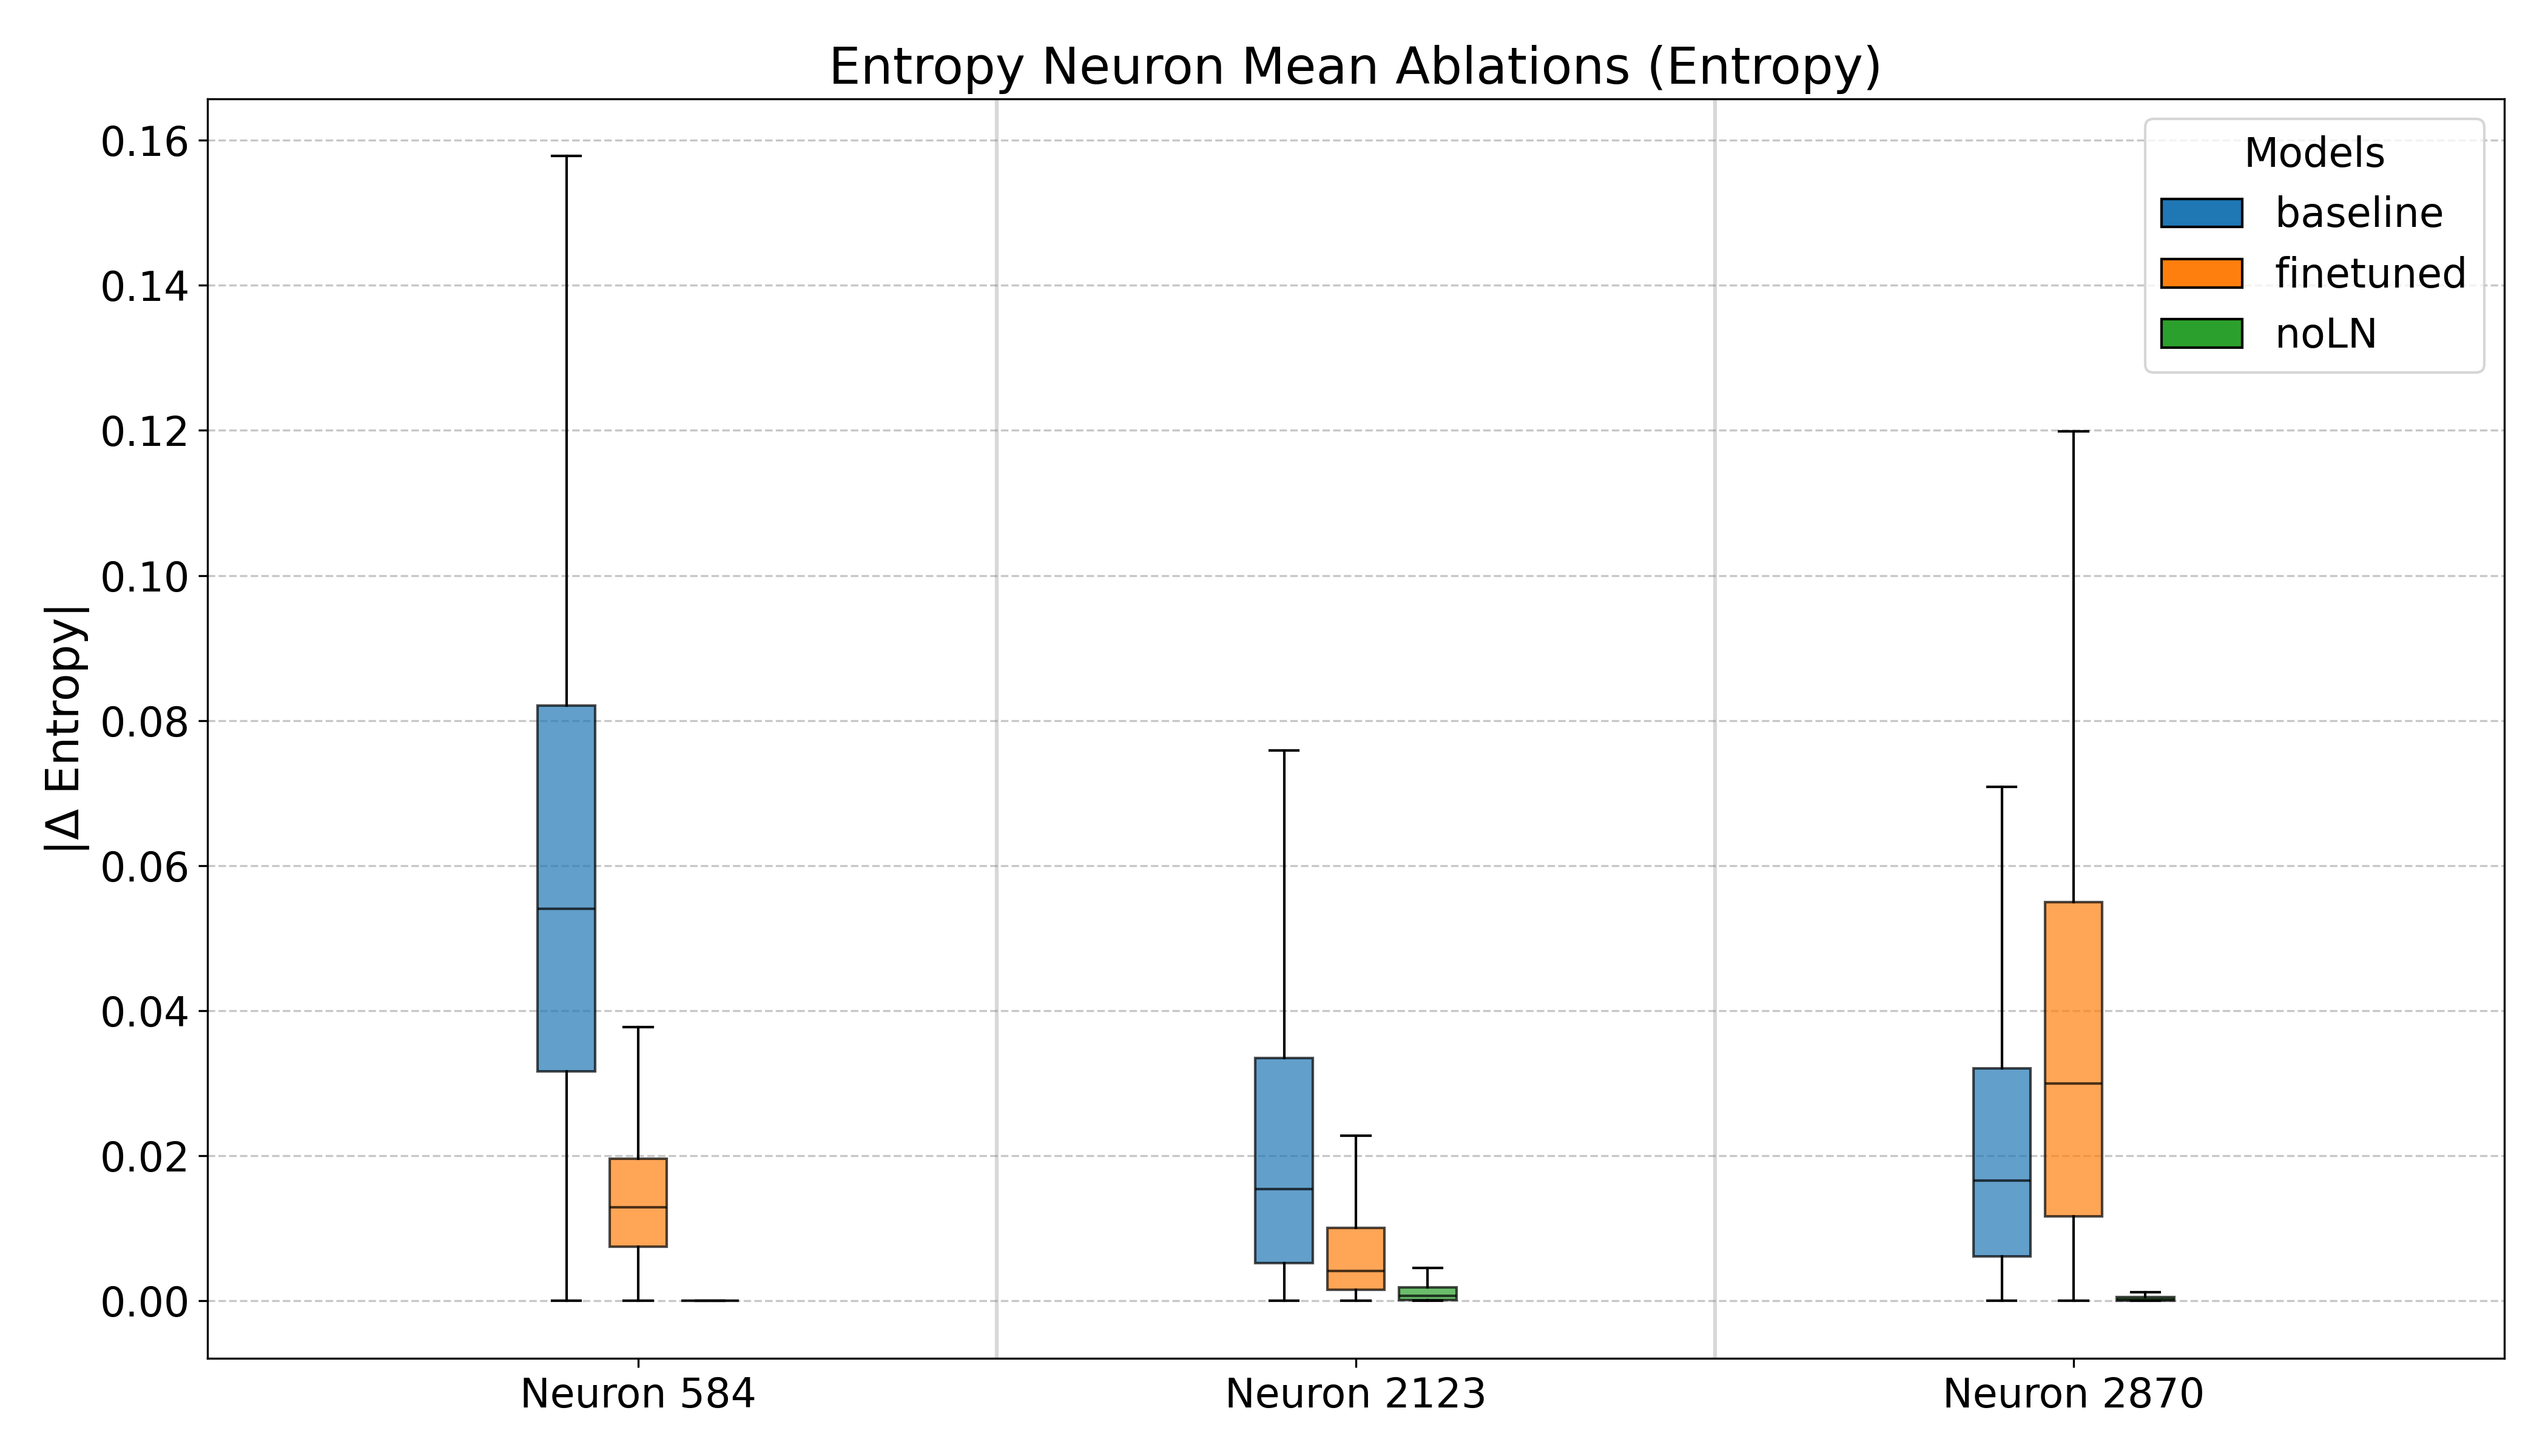 Entropy Neuron Mean Ablations (Entropy)
|Δ Entropy|
0.16
0.14
0.12
0.10
0.08
0.06
0.04
0.02
0.00
Models
baseline
finetuned
noLN
Neuron 584
Neuron 2123
Neuron 2870